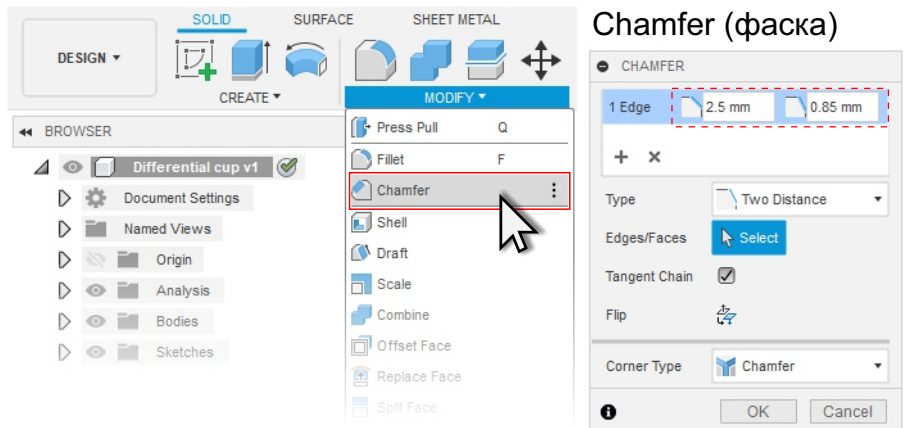 SOLID SURFACE SHEET METAL
DESIGN ▾
CREATE ▾ MODIFY ▾
BROWSER
Differential cup v1
Document Settings
Named Views
Origin
Analysis
Bodies
Sketches
Press Pull Q
Fillet F
Chamfer
Shell
Draft
Scale
Combine
Offset Face
Replace Face
Split Face
Chamfer (фаска)
CHAMFER
1 Edge 2.5 mm 0.85 mm
Type Two Distance
Edges/Faces Select
Tangent Chain
Flip
Corner Type Chamfer
OK Cancel